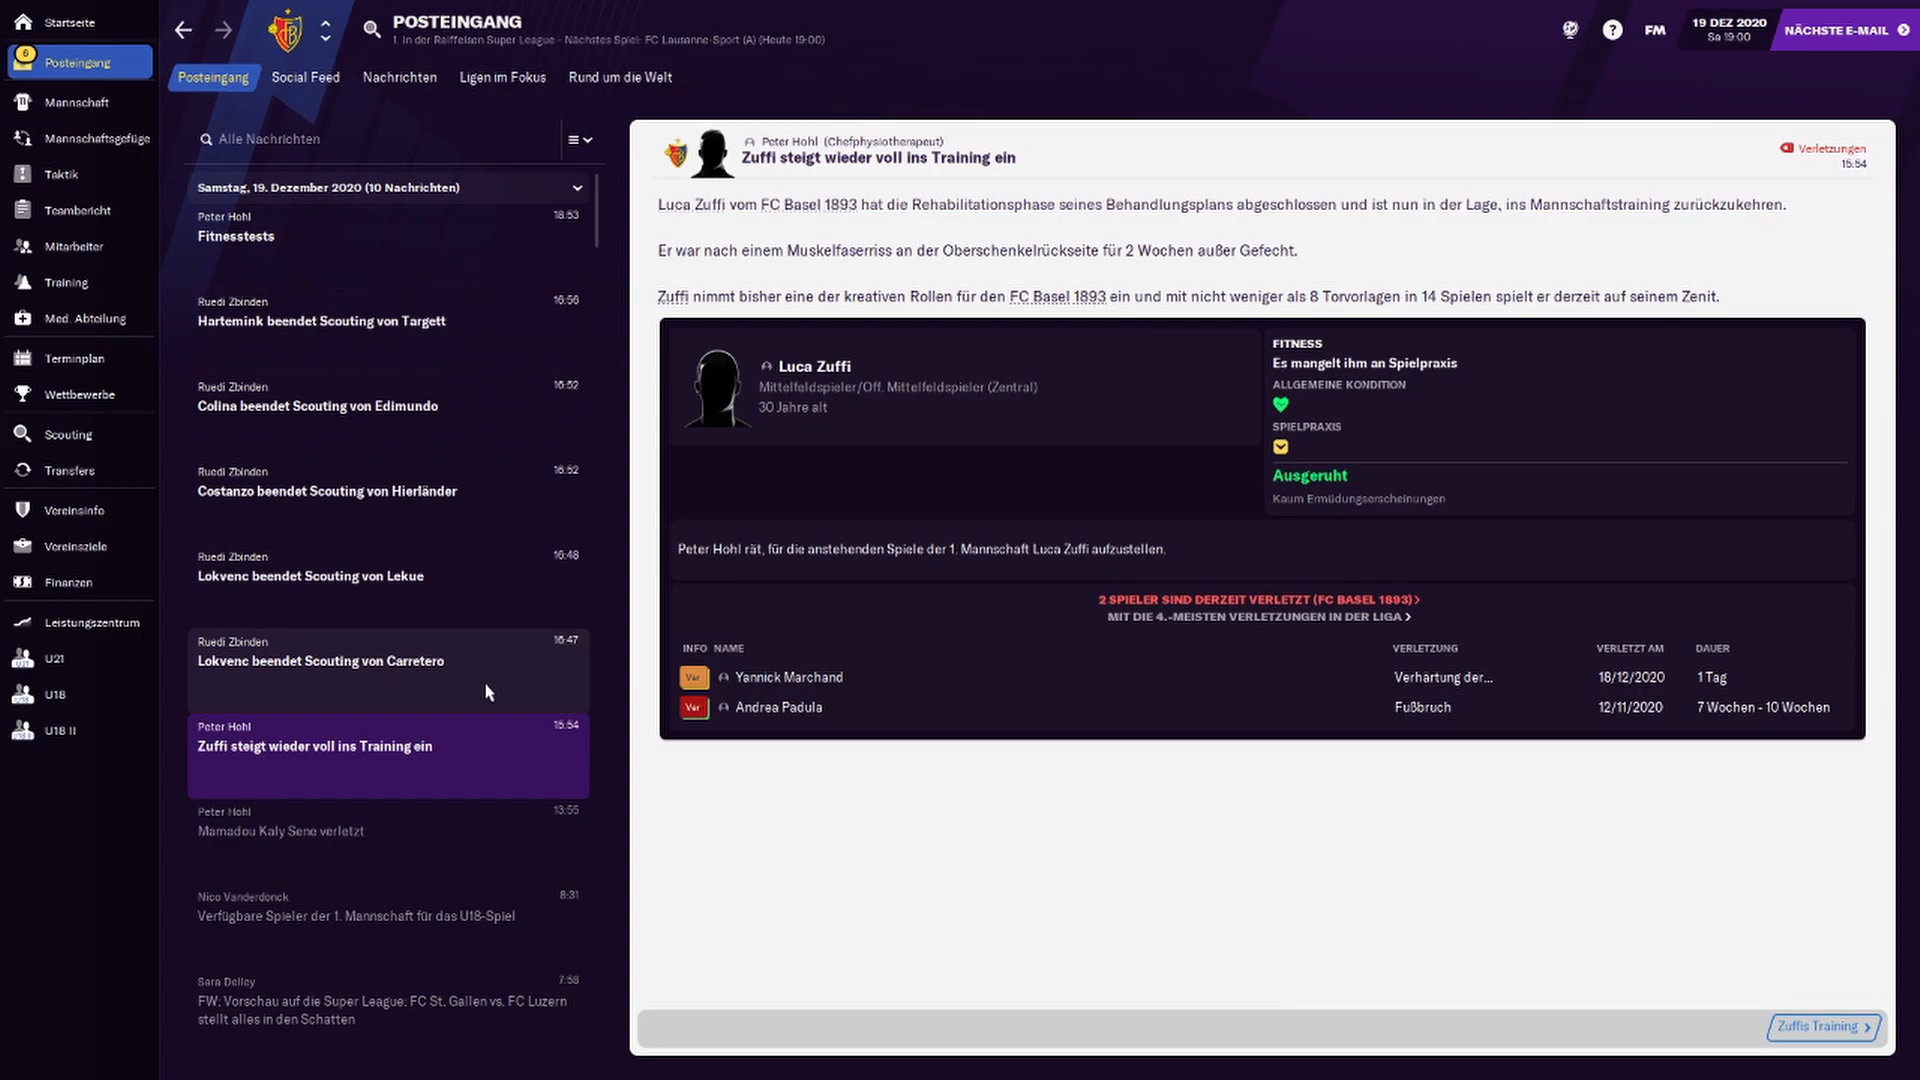 Startseite
6
Posteingang
Mannschaft
Mannschaftsgefüge
Taktik
Teambericht
Mitarbeiter
Training
Med. Abteilung
Terminplan
Wettbewerbe
Scouting
Transfers
Vereinsinfo
Vereinsziele
Finanzen
Leistungszentrum
U21
U18
U18 II
POSTEINGANG
1. in der Raiffeisen Super League - Nächstes Spiel: FC Lausanne-Sport (A) (Heute 19:00)
FM
19 DEZ 2020
Sa 19:00
NÄCHSTE E-MAIL
Posteingang Social Feed Nachrichten Ligen im Fokus Rund um die Welt
Alle Nachrichten
Samstag, 19. Dezember 2020 (10 Nachrichten)
Peter Hohl 18:53
Fitnesstests
Ruedi Zbinden 16:56
Hartemink beendet Scouting von Targett
Ruedi Zbinden 16:52
Colina beendet Scouting von Edimundo
Ruedi Zbinden 16:52
Costanzo beendet Scouting von Hierländer
Ruedi Zbinden 16:48
Lokvenc beendet Scouting von Lekue
Ruedi Zbinden 16:47
Lokvenc beendet Scouting von Carretero
Peter Hohl 15:54
Zuffi steigt wieder voll ins Training ein
Peter Hohl 13:55
Mamadou Kaly Sene verletzt
Nico Vanderdonck 8:31
Verfügbare Spieler der 1. Mannschaft für das U18-Spiel
Sara Delley 7:58
FW: Vorschau auf die Super League: FC St. Gallen vs. FC Luzern
stellt alles in den Schatten
Peter Hohl (Chefphysiotherapeut)
Zuffi steigt wieder voll ins Training ein
Verletzungen
15:54
Luca Zuffi vom FC Basel 1893 hat die Rehabilitationsphase seines Behandlungsplans abgeschlossen und ist nun in der Lage, ins Mannschaftstraining zurückzukehren.
Er war nach einem Muskelfaserriss an der Oberschenkelrückseite für 2 Wochen außer Gefecht.
Zuffi nimmt bisher eine der kreativen Rollen für den FC Basel 1893 ein und mit nicht weniger als 8 Torvorlagen in 14 Spielen spielt er derzeit auf seinem Zenit.
Luca Zuffi
Mittelfeldspieler/Off. Mittelfeldspieler (Zentral)
30 Jahre alt
FITNESS
Es mangelt ihm an Spielpraxis
ALLGEMEINE KONDITION
SPIELPRAXIS
Ausgeruht
Kaum Ermüdungserscheinungen
Peter Hohl rät, für die anstehenden Spiele der 1. Mannschaft Luca Zuffi aufzustellen.
2 SPIELER SIND DERZEIT VERLETZT (FC BASEL 1893)
MIT DIE 4.-MEISTEN VERLETZUNGEN IN DER LIGA
INFO NAME VERLETZUNG VERLETZT AM DAUER
Ver Yannick Marchand Verhärtung der... 18/12/2020 1 Tag
Ver Andrea Padula Fußbruch 12/11/2020 7 Wochen - 10 Wochen
Zuffis Training